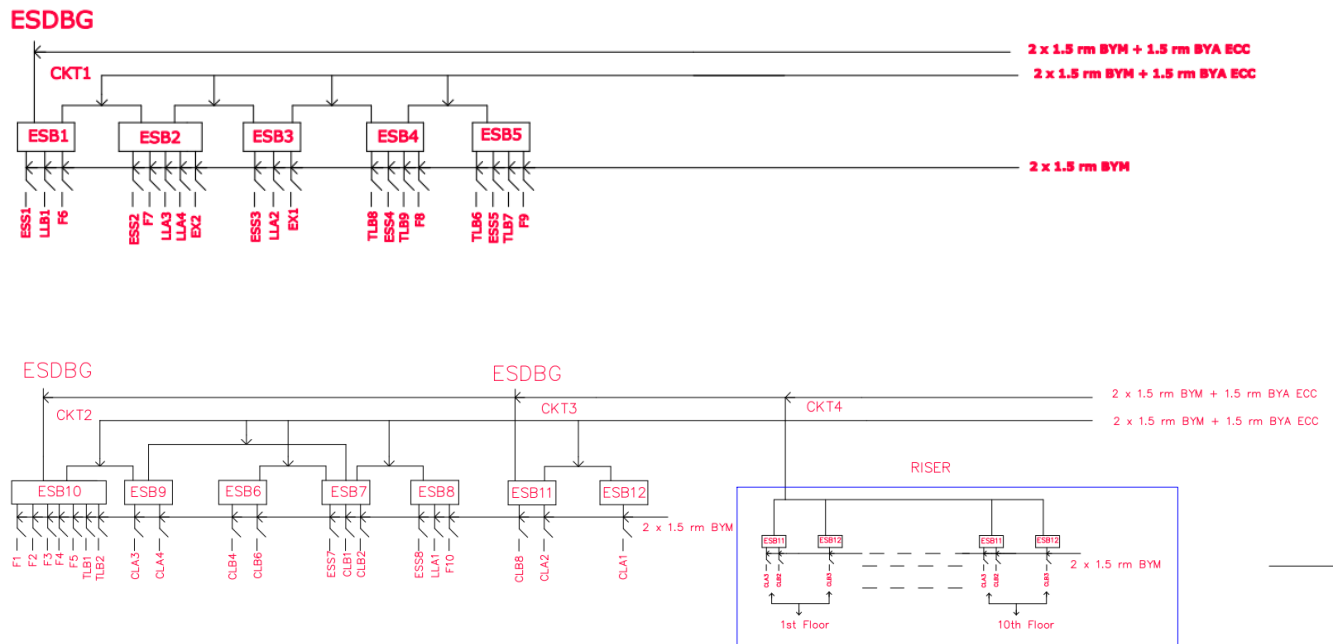 ESDBG
2 x 1.5 rm BYM + 1.5 rm BYA ECC
CKT1
2 x 1.5 rm BYM + 1.5 rm BYA ECC
ESB1
ESB2
ESB3
ESB4
ESB5
2 x 1.5 rm BYM
ESS1
LLB1
F6
ESS2
F7
LLA3
LLA4
EX2
ESS3
LLA2
EX1
TLB8
ESS4
TLB9
F8
TLB6
ESS5
TLB7
F9
ESDBG
ESDBG
2 x 1.5 rm BYM + 1.5 rm BYA ECC
CKT2
CKT3
CKT4
2 x 1.5 rm BYM + 1.5 rm BYA ECC
RISER
ESB10
ESB9
ESB6
ESB7
ESB8
ESB11
ESB12
2 x 1.5 rm BYM
F1
F2
F3
F4
F5
TLB1
TLB2
CLA3
CLA4
CLB4
CLB6
ESS7
CLB1
CLB2
ESS8
LLA1
F10
CLB8
CLA2
CLA1
ESB11
ESB12
ESB11
ESB12
2 x 1.5 rm BYM
CLA3
CLB2
CLB3
CLA3
CLB2
CLB3
1st Floor
10th Floor